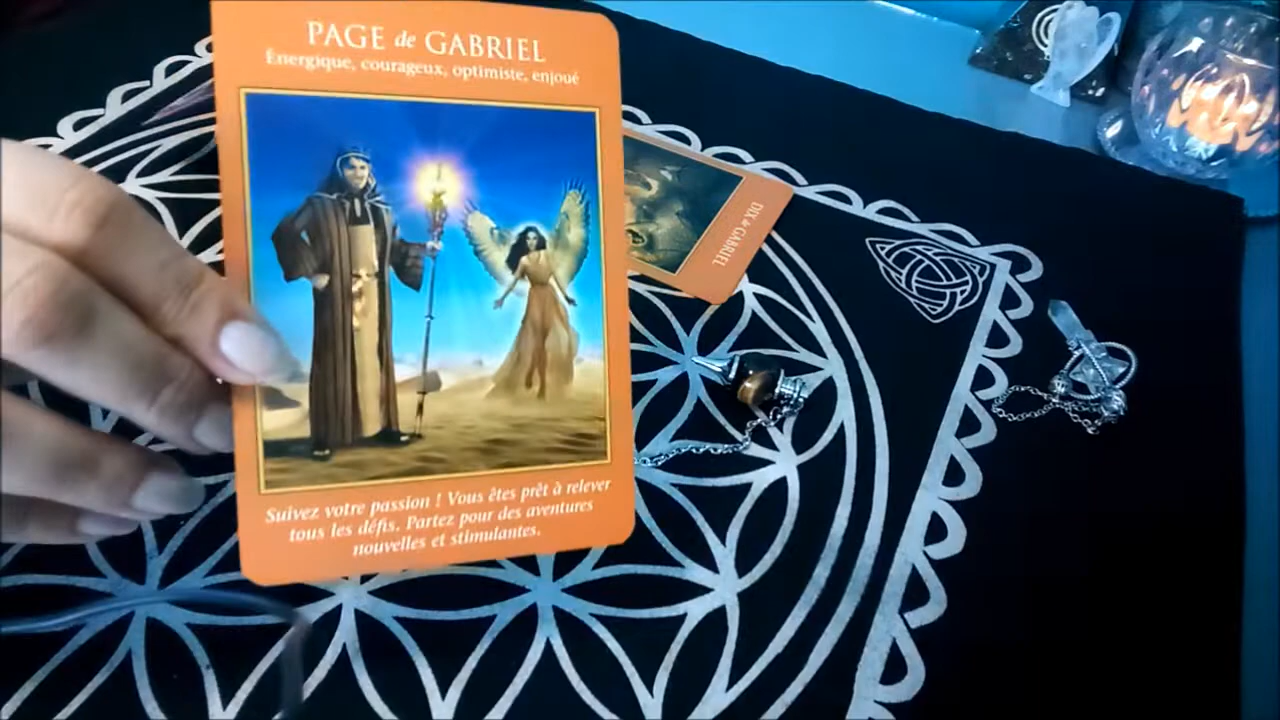 PAGE de GABRIEL
Énergique, courageux, optimiste, enjoué
Suivez votre passion ! Vous êtes prêt à relever
tous les défis. Partez pour des aventures
nouvelles et stimulantes.
DIX de GABRIEL